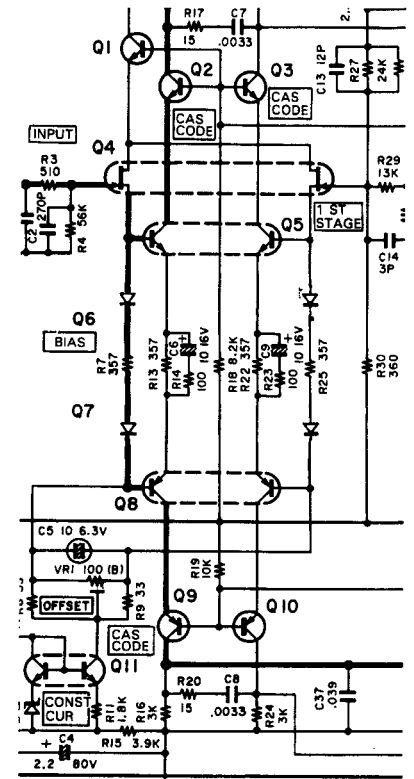 R17
15
C7
.0033
2.
Q1
Q2
Q3
C13 12P
R27
24K
CAS
CODE
CAS
CODE
INPUT
Q4
R3
510
R29
13K
C2
270P
R4 56K
Q5
1 ST
STAGE
C14
3P
Q6
BIAS
R7
357
R13 357
R14
C6
100
10 16V
R18 8.2K
R22 357
R23
C9
100
10 16V
R25 357
R30
360
Q7
Q8
C5 10 6.3V
VR1 100 (B)
OFFSET
R9 33
R19
10K
CAS
CODE
Q9
Q10
Q11
CONST
CUR
R11
1.8K
R16
3K
R20
15
C8
.0033
R24
3K
C37
.039
R15 3.9K
C4
2.2 80V